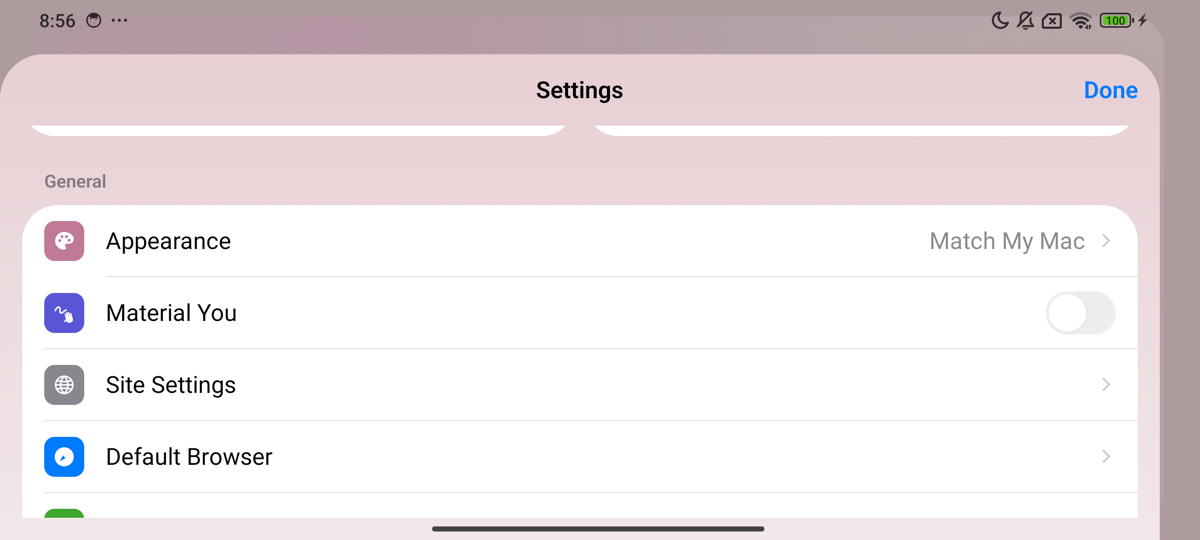 8:56
100
Settings
Done
General
Appearance
Match My Mac
Material You
Site Settings
Default Browser